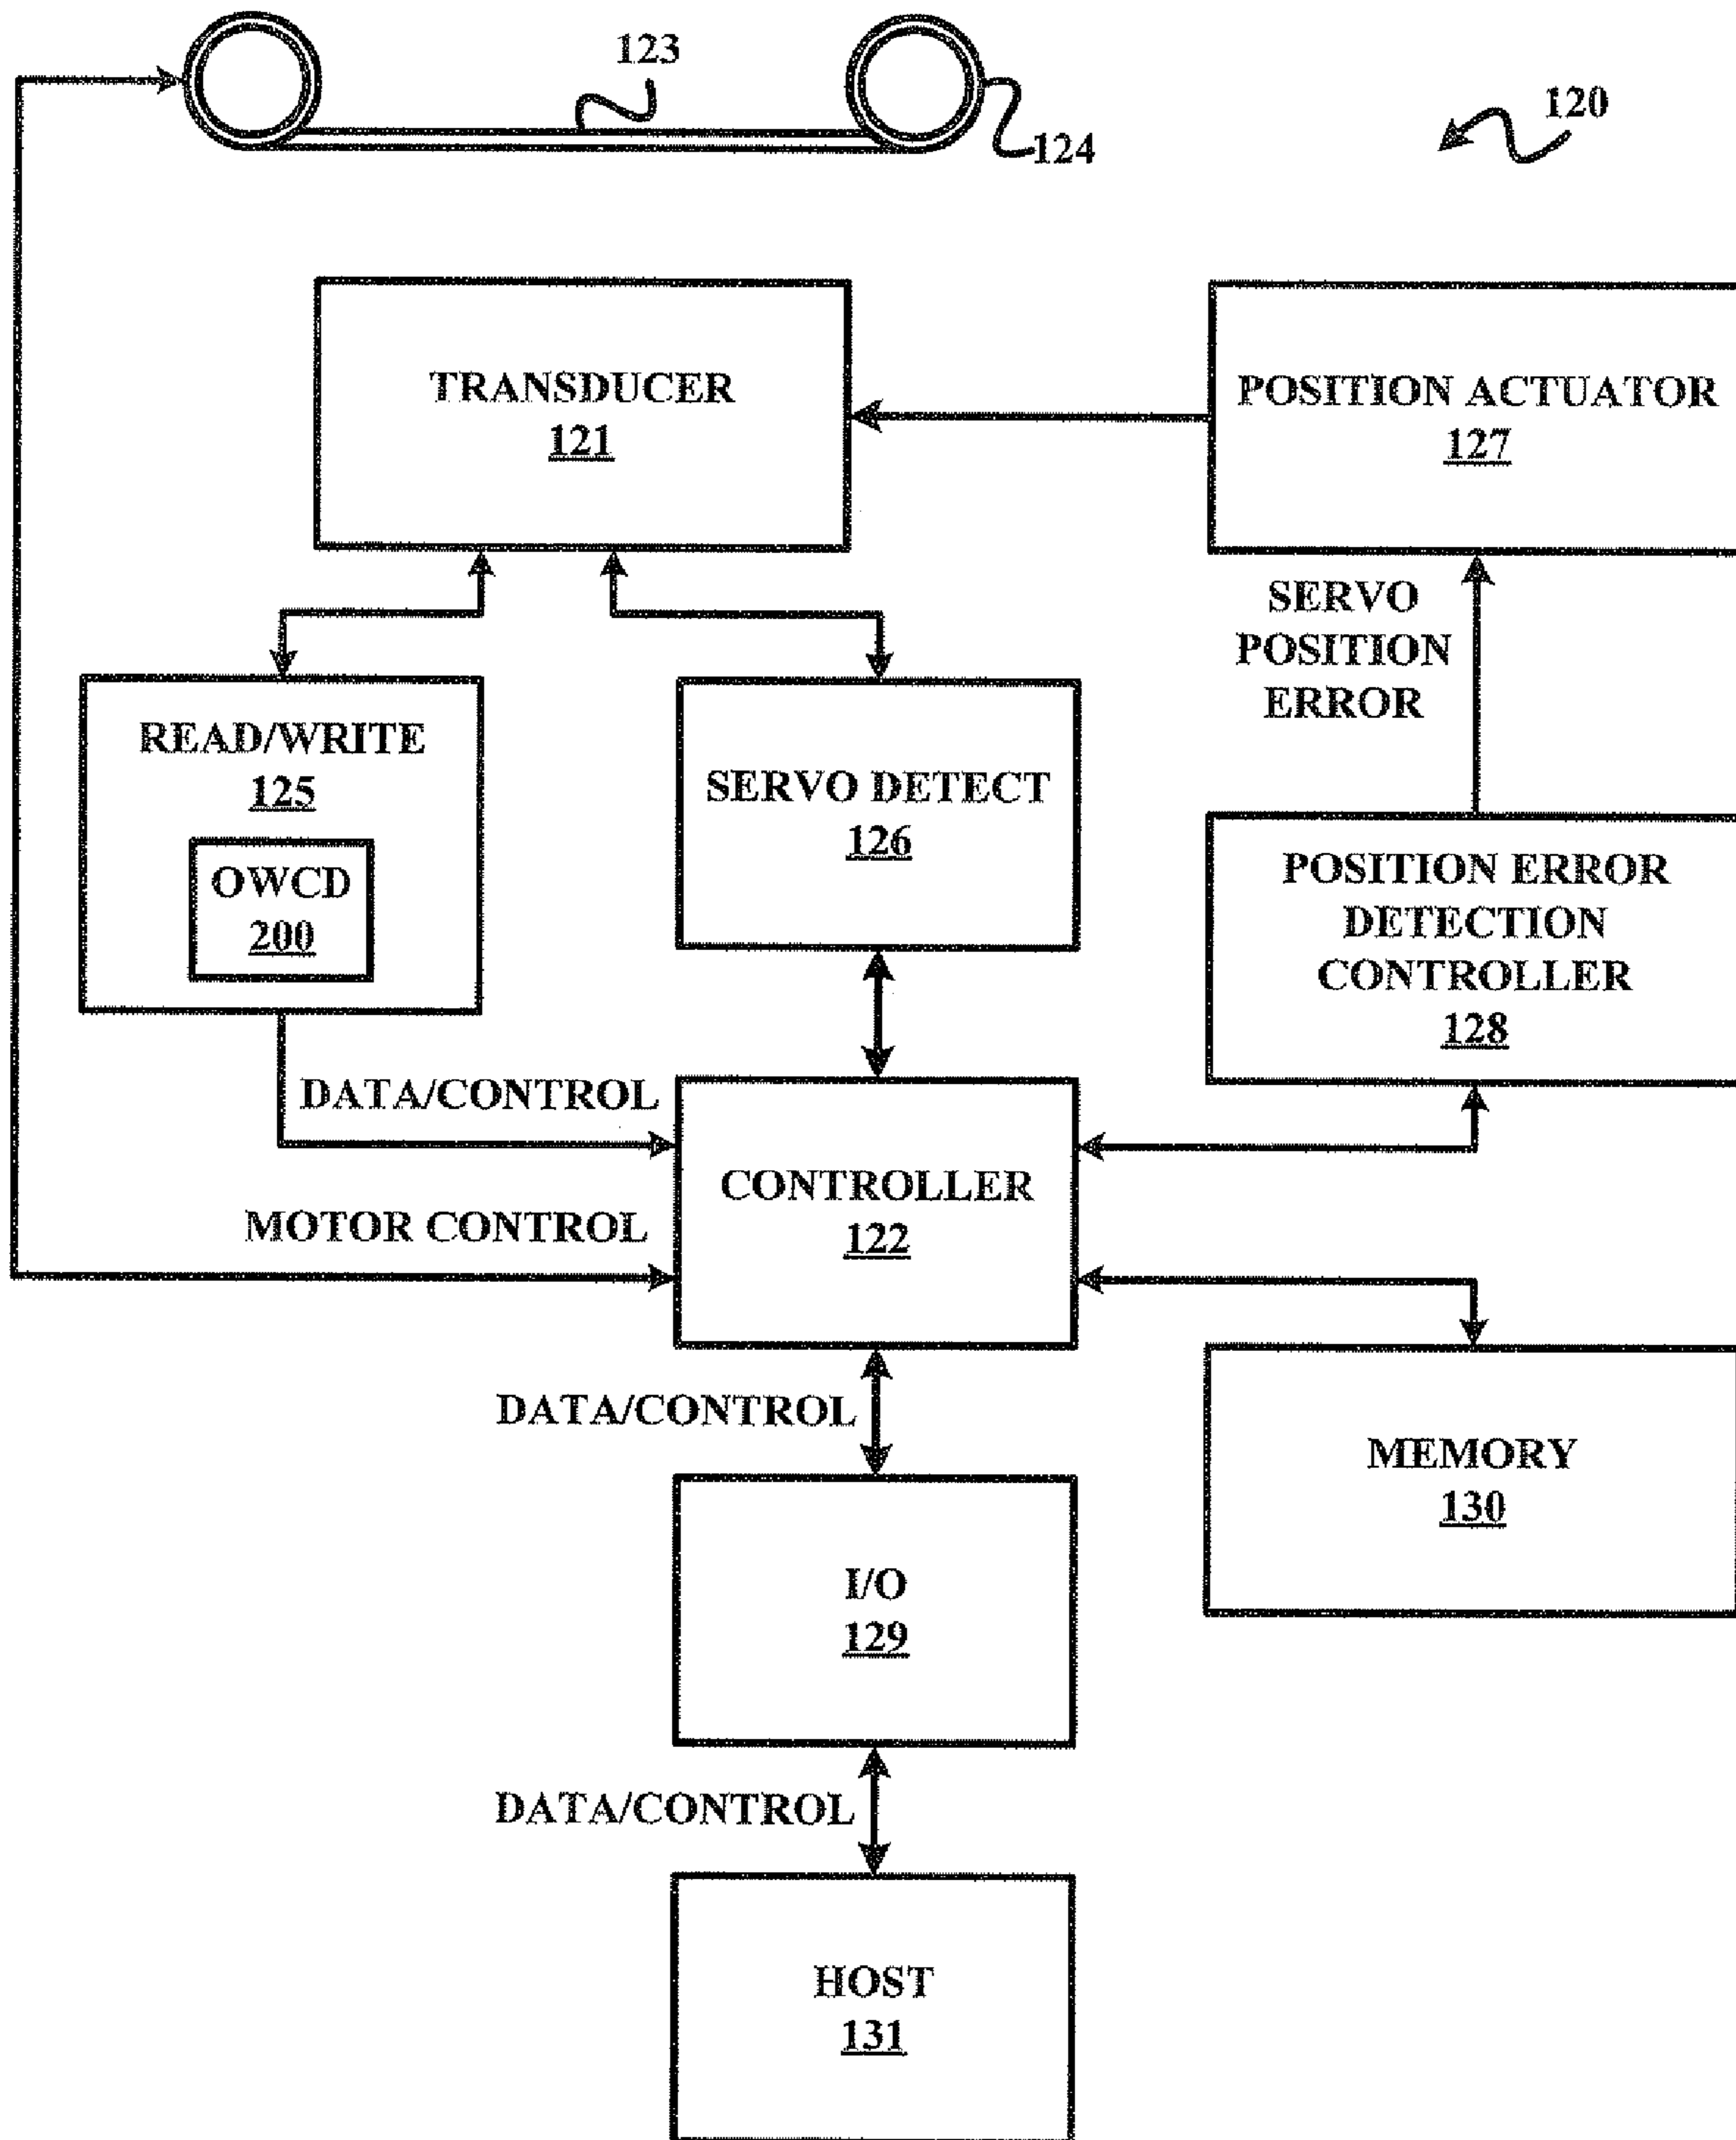 123
120
124
TRANSDUCER
121
POSITION ACTUATOR
127
SERVO
POSITION
ERROR
READ/WRITE
125
OWCD
200
SERVO DETECT
126
POSITION ERROR
DETECTION
CONTROLLER
128
DATA/CONTROL
MOTOR CONTROL
CONTROLLER
122
DATA/CONTROL
MEMORY
130
I/O
129
DATA/CONTROL
HOST
131